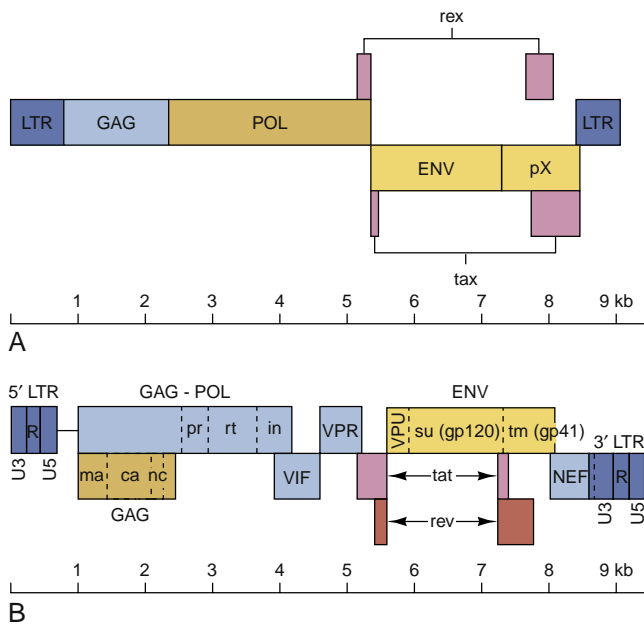 rex
LTR GAG POL LTR
ENV pX
tax
1 2 3 4 5 6 7 8 9 kb
A
5′ LTR GAG - POL ENV
R pr rt in VPR VPU su (gp120) tm (gp41) 3′ LTR
U3 U5 ma ca nc VIF tat NEF R
GAG rev U3 U5
1 2 3 4 5 6 7 8 9 kb
B